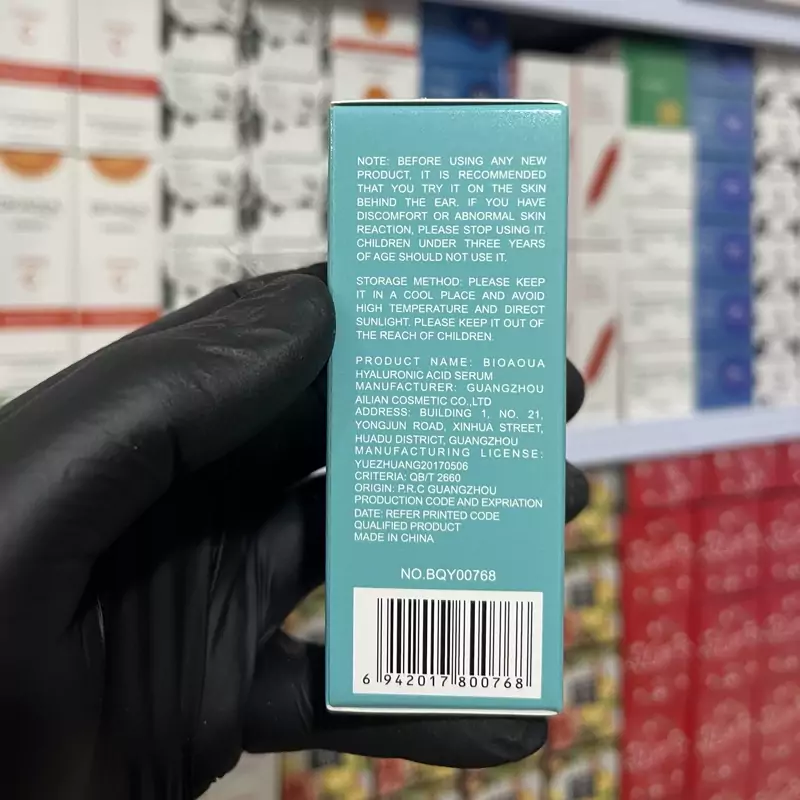 NOTE: BEFORE USING ANY NEW
PRODUCT, IT IS RECOMMENDED
THAT YOU TRY IT ON THE SKIN
BEHIND THE EAR. IF YOU HAVE
DISCOMFORT OR ABNORMAL SKIN
REACTION, PLEASE STOP USING IT.
CHILDREN UNDER THREE YEARS
OF AGE SHOULD NOT USE IT.
STORAGE METHOD: PLEASE KEEP
IT IN A COOL PLACE AND AVOID
HIGH TEMPERATURE AND DIRECT
SUNLIGHT. PLEASE KEEP IT OUT OF
THE REACH OF CHILDREN.
PRODUCT NAME: BIOAOUA
HYALURONIC ACID SERUM
MANUFACTURER: GUANGZHOU
AILIAN COSMETIC CO.,LTD
ADDRESS: BUILDING 1, NO. 21,
YONGJUN ROAD, XINHUA STREET,
HUADU DISTRICT, GUANGZHOU
MANUFACTURING LICENSE:
YUEZHUANG20170506
CRITERIA: QB/T 2660
ORIGIN: P.R.C GUANGZHOU
PRODUCTION CODE AND EXPRIATION
DATE: REFER PRINTED CODE
QUALIFIED PRODUCT
MADE IN CHINA
NO.BQY00768
6 942017 800768